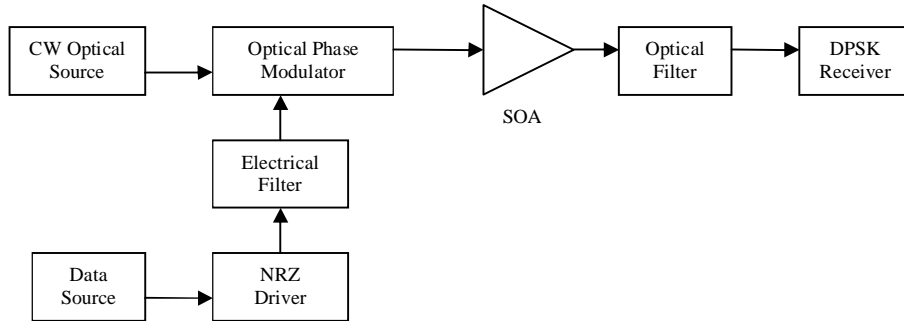 CW Optical
Source
Optical Phase
Modulator
SOA
Optical
Filter
DPSK
Receiver
Electrical
Filter
Data
Source
NRZ
Driver